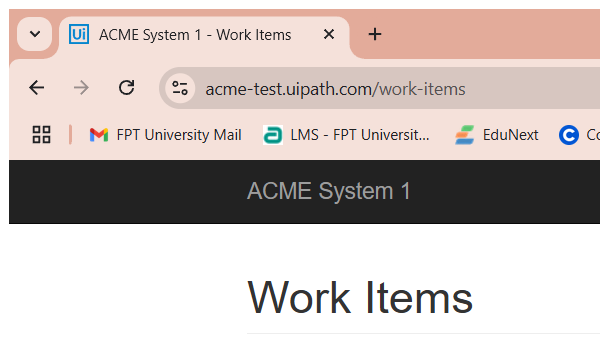 Ui ACME System 1 - Work Items
acme-test.uipath.com/work-items
FPT University Mail LMS - FPT Universit... EduNext
ACME System 1
Work Items